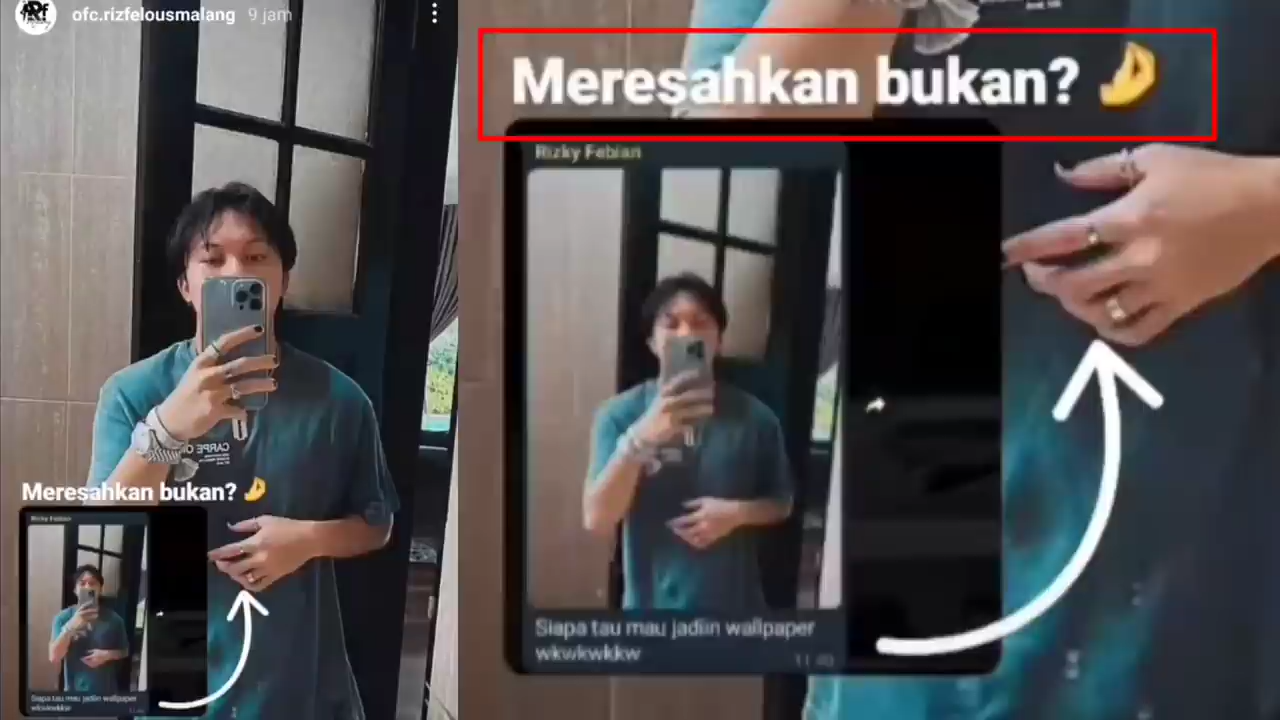 ofc.rizfelousmalang 9 jam
Meresahkan bukan? 🤌
Rizky Febian
Siapa tau mau jadiin wallpaper
wkwkwkkw
Meresahkan bukan? 🤌
Rizky Febian
Siapa tau mau jadiin wallpaper
wkwkwkkw
11.40